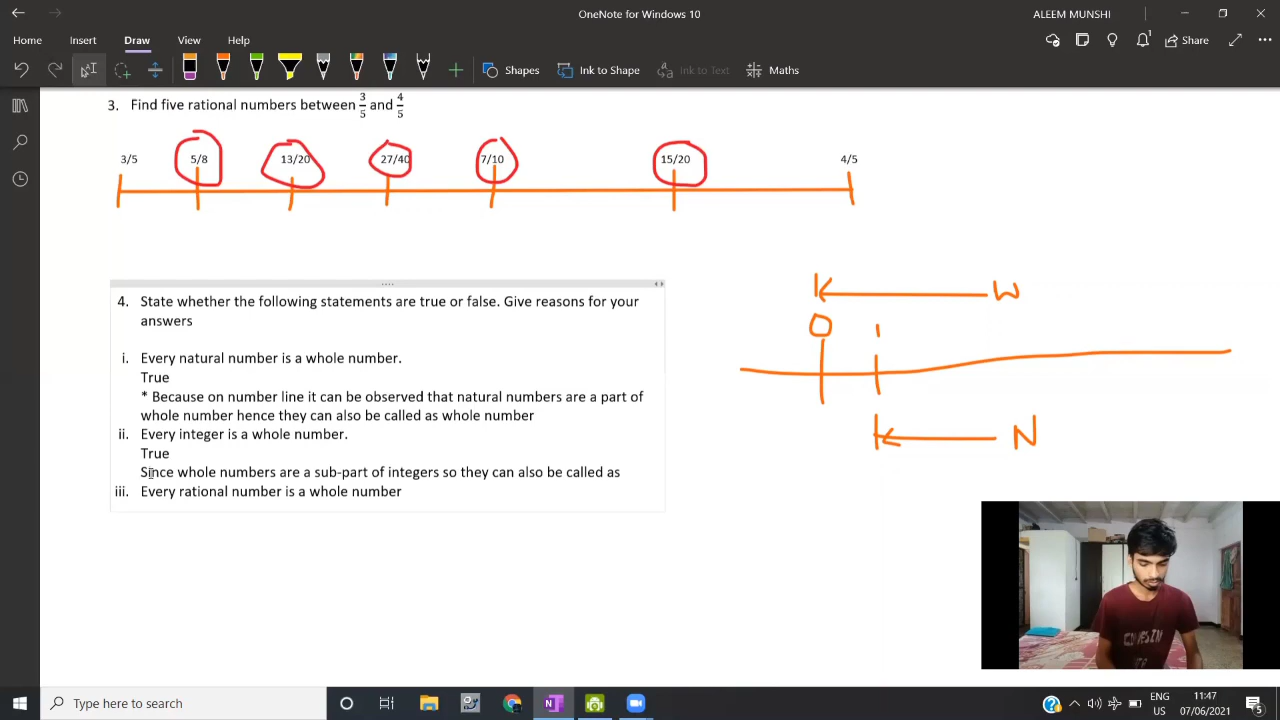 OneNote for Windows 10
ALEEM MUNSHI
Home
Insert
Draw
View
Help
Share
Shapes
Ink to Shape
Ink to Text
Maths
3. Find five rational numbers between 3/5 and 4/5
3/5
5/8
13/20
27/40
7/10
15/20
4/5
W
0
1
N
4. State whether the following statements are true or false. Give reasons for your
answers
i. Every natural number is a whole number.
True
* Because on number line it can be observed that natural numbers are a part of
whole number hence they can also be called as whole number
ii. Every integer is a whole number.
True
Since whole numbers are a sub-part of integers so they can also be called as
iii. Every rational number is a whole number
Type here to search
ENG
US
11:47
07/06/2021
5